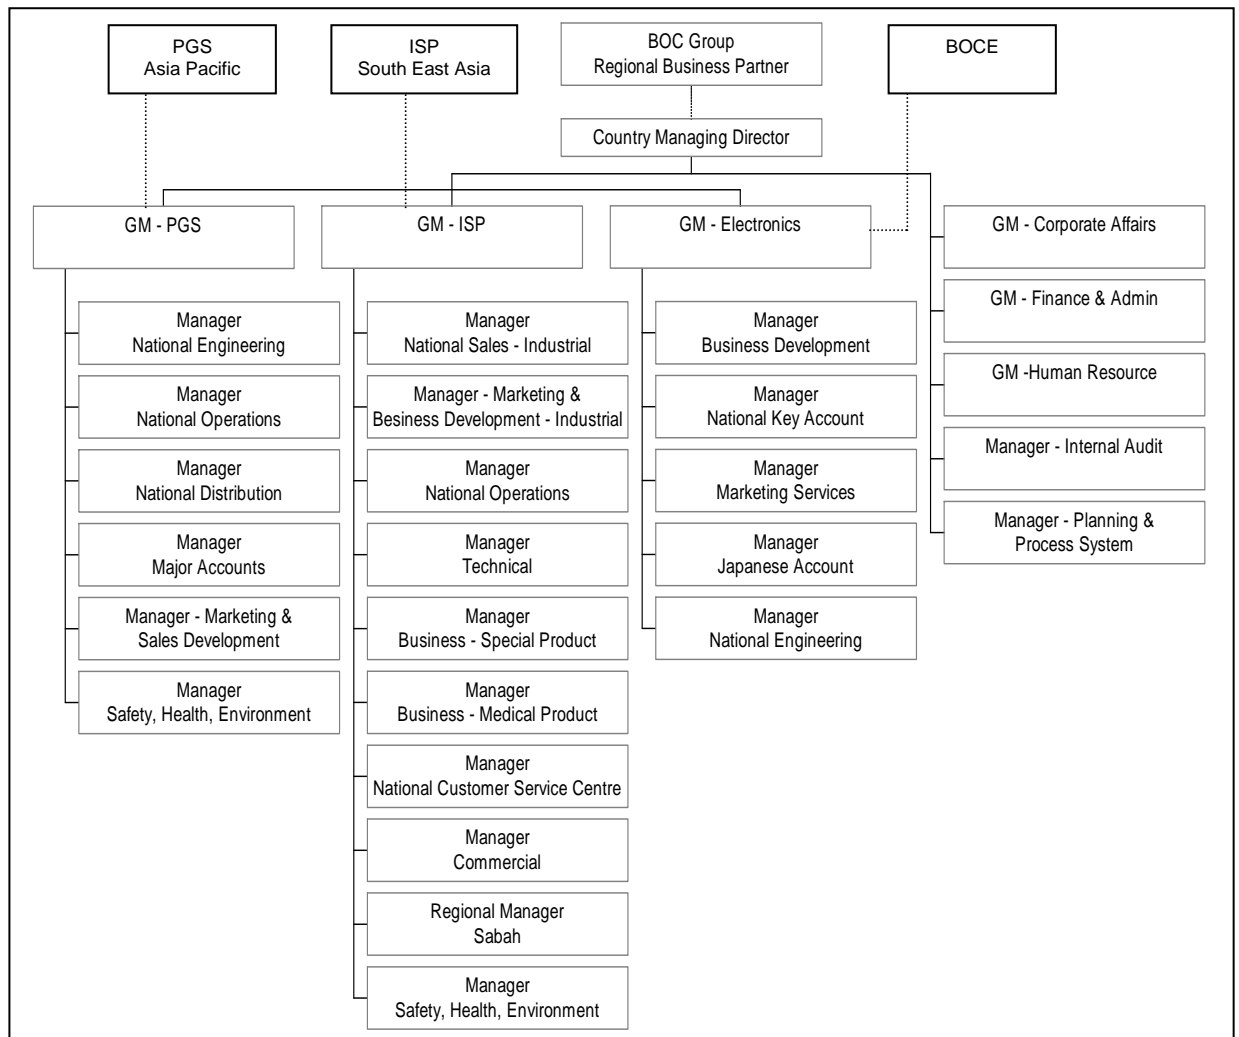 PGS
Asia Pacific
ISP
South East Asia
BOC Group
Regional Business Partner
BOCE
Country Managing Director
GM - PGS
GM - ISP
GM - Electronics
GM - Corporate Affairs
GM - Finance & Admin
GM -Human Resource
Manager - Internal Audit
Manager - Planning &
Process System
Manager
National Engineering
Manager
National Operations
Manager
National Distribution
Manager
Major Accounts
Manager - Marketing &
Sales Development
Manager
Safety, Health, Environment
Manager
National Sales - Industrial
Manager - Marketing &
Besiness Development - Industrial
Manager
National Operations
Manager
Technical
Manager
Business - Special Product
Manager
Business - Medical Product
Manager
National Customer Service Centre
Manager
Commercial
Regional Manager
Sabah
Manager
Safety, Health, Environment
Manager
Business Development
Manager
National Key Account
Manager
Marketing Services
Manager
Japanese Account
Manager
National Engineering